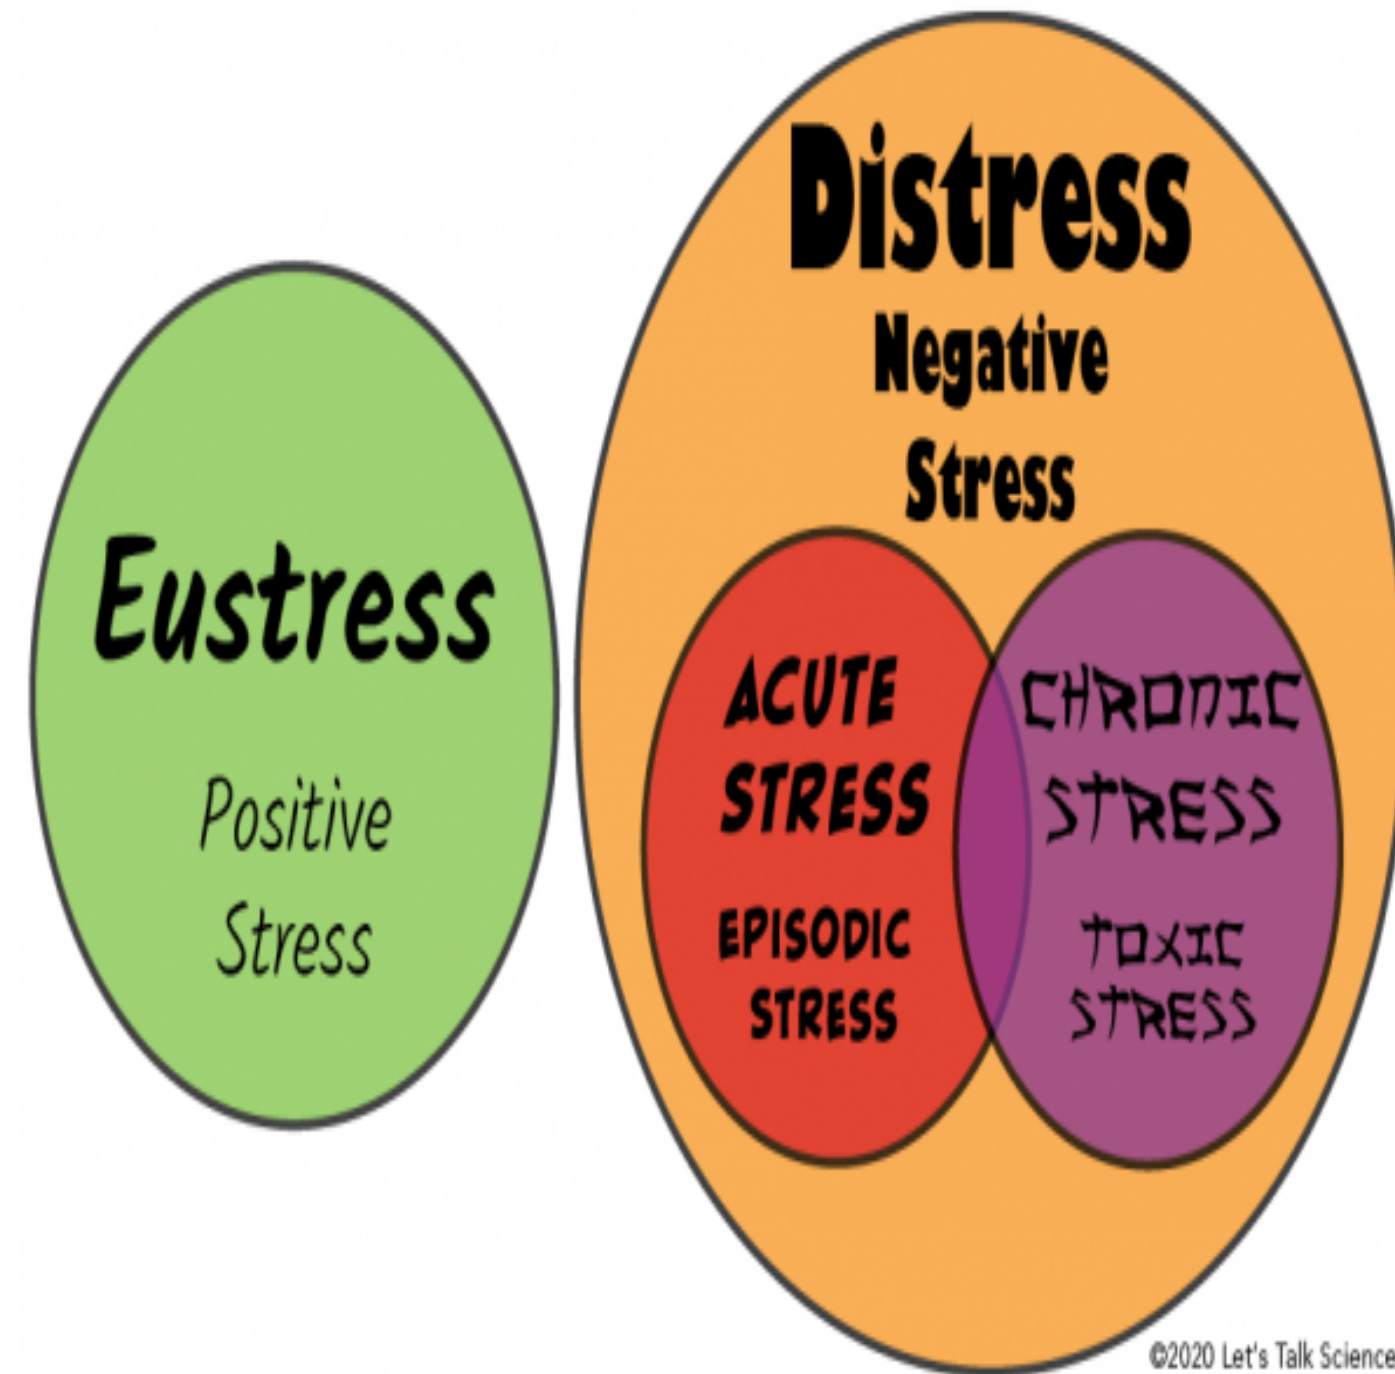 Eustress
Positive
Stress
Distress
Negative
Stress
ACUTE
STRESS
EPISODIC
STRESS
CHRONIC
STRESS
TOXIC
STRESS
©2020 Let's Talk Science